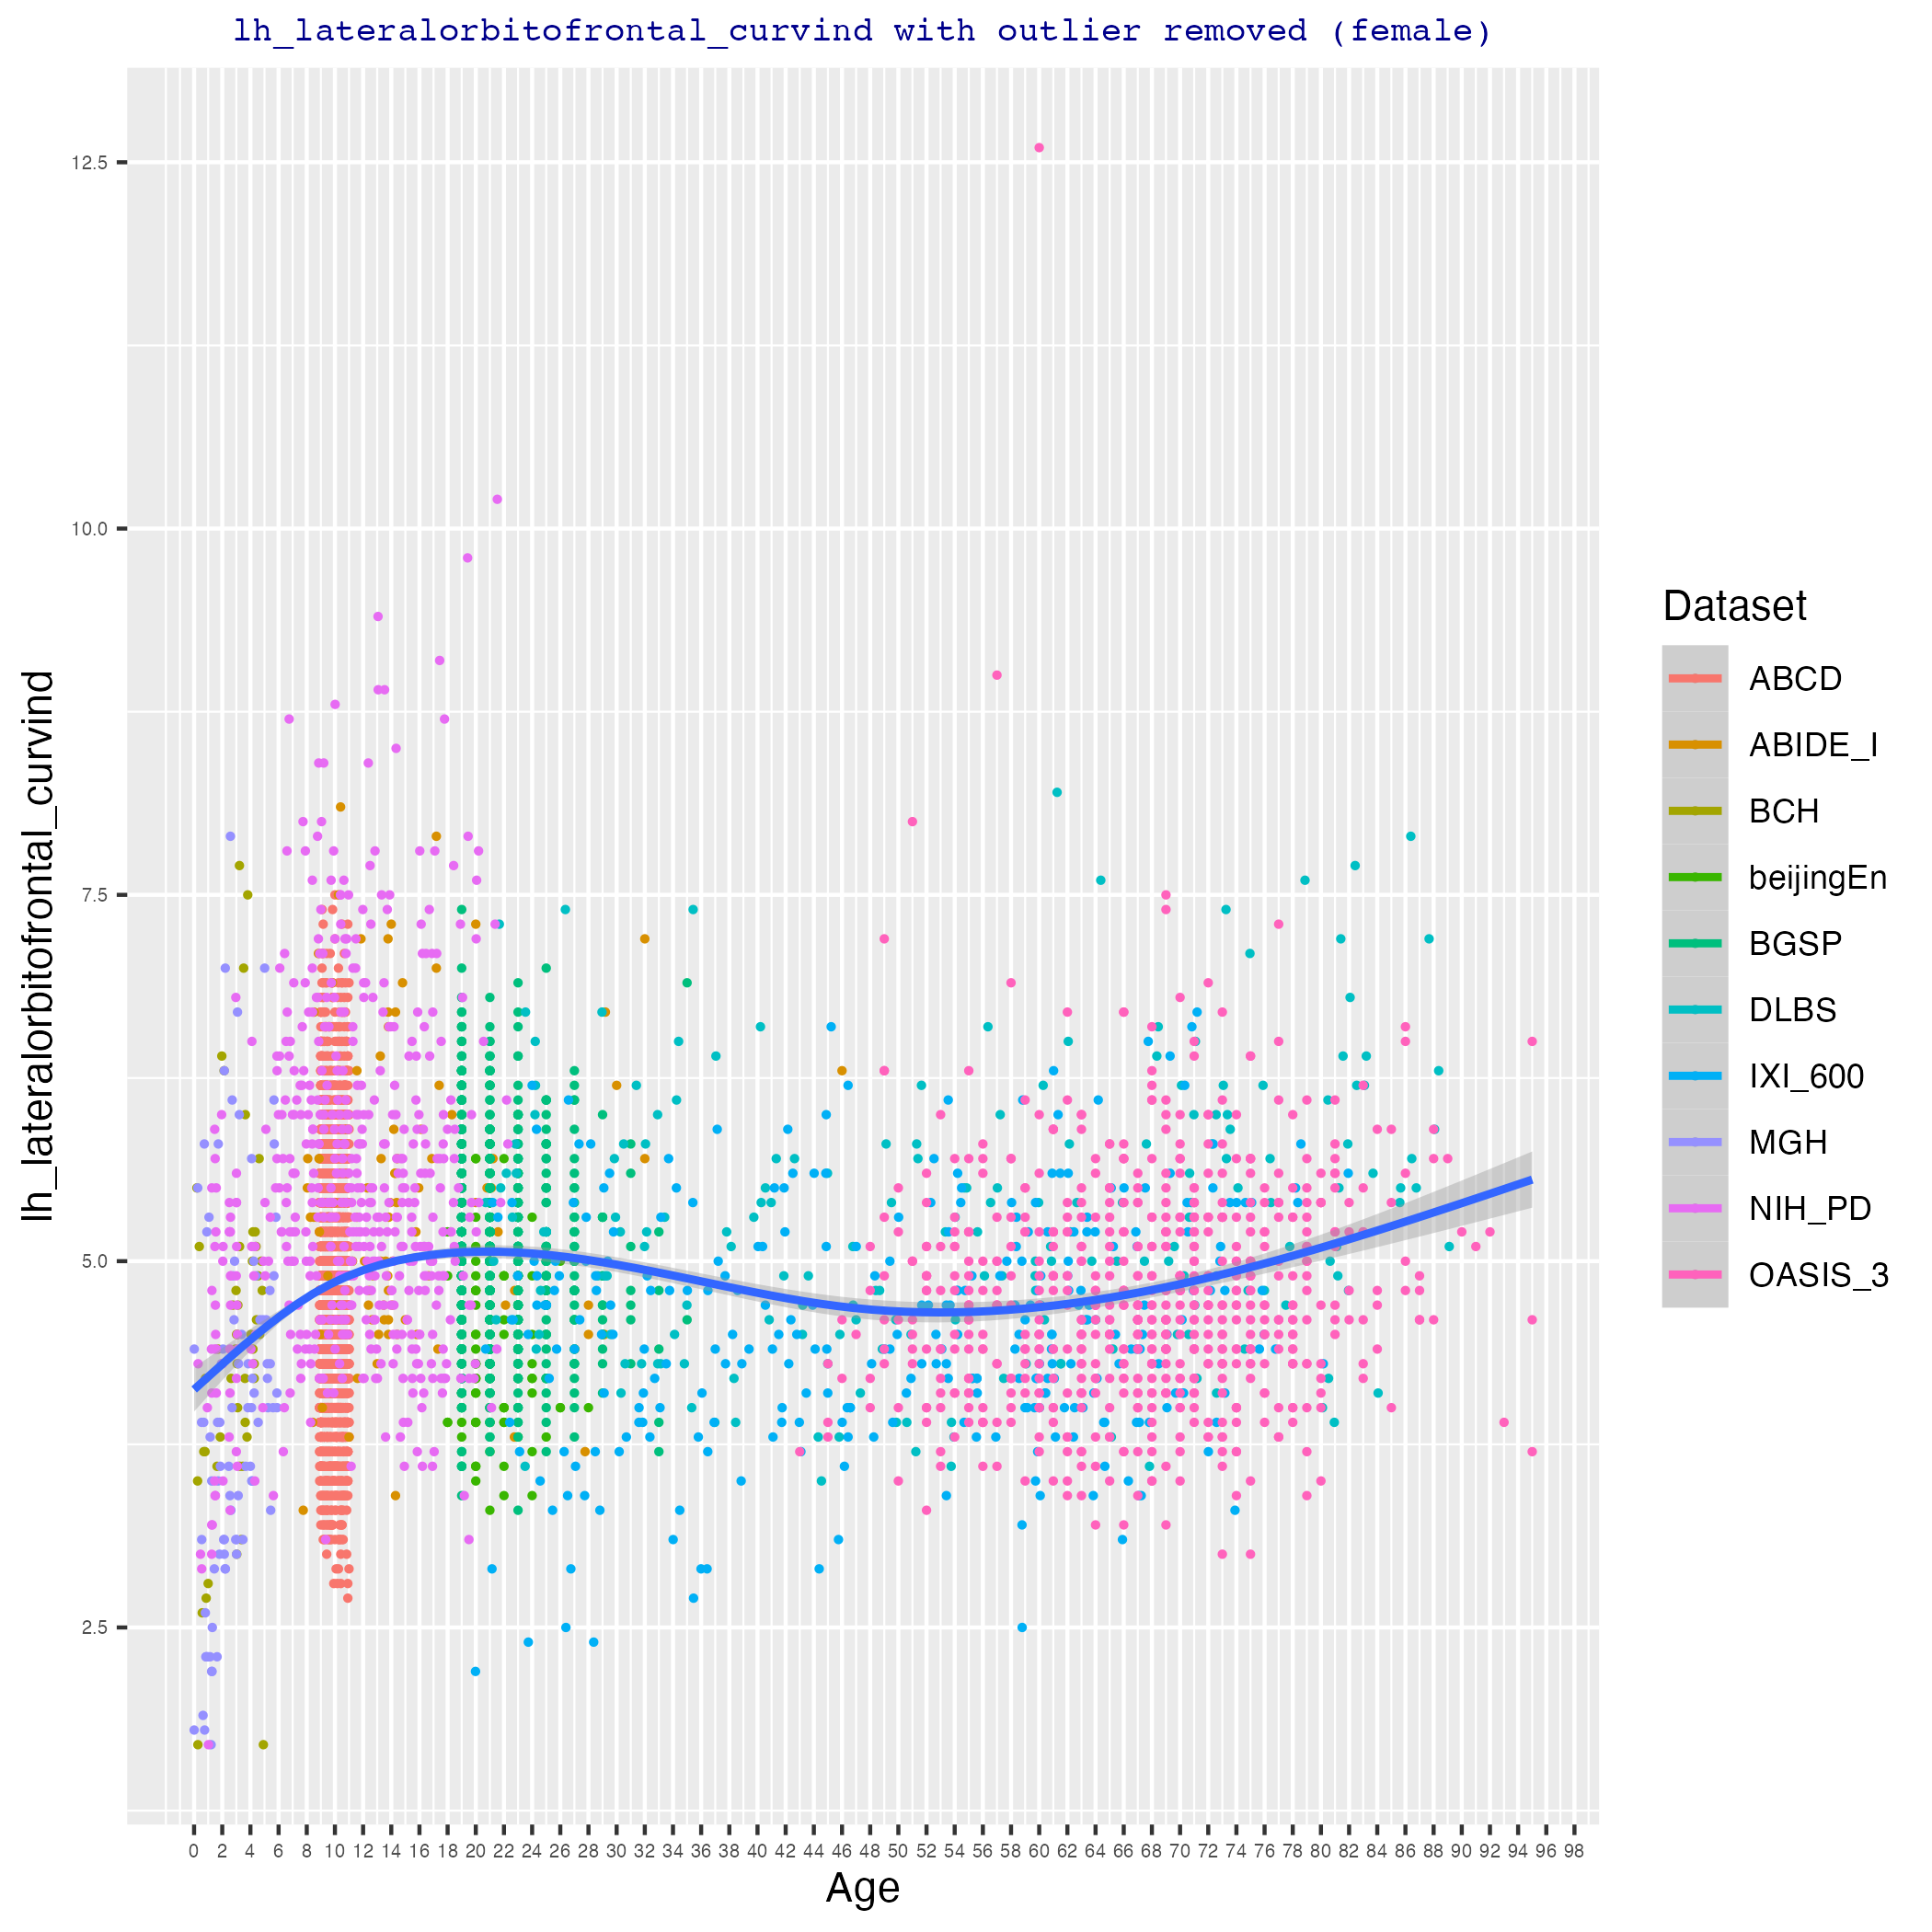 lh_lateralorbitofrontal_curvind with outlier removed (female)
lh_lateralorbitofrontal_curvind
12.5
10.0
7.5
5.0
2.5
0 2 4 6 8 10 12 14 16 18 20 22 24 26 28 30 32 34 36 38 40 42 44 46 48 50 52 54 56 58 60 62 64 66 68 70 72 74 76 78 80 82 84 86 88 90 92 94 96 98
Age
Dataset
ABCD
ABIDE_I
BCH
beijingEn
BGSP
DLBS
IXI_600
MGH
NIH_PD
OASIS_3